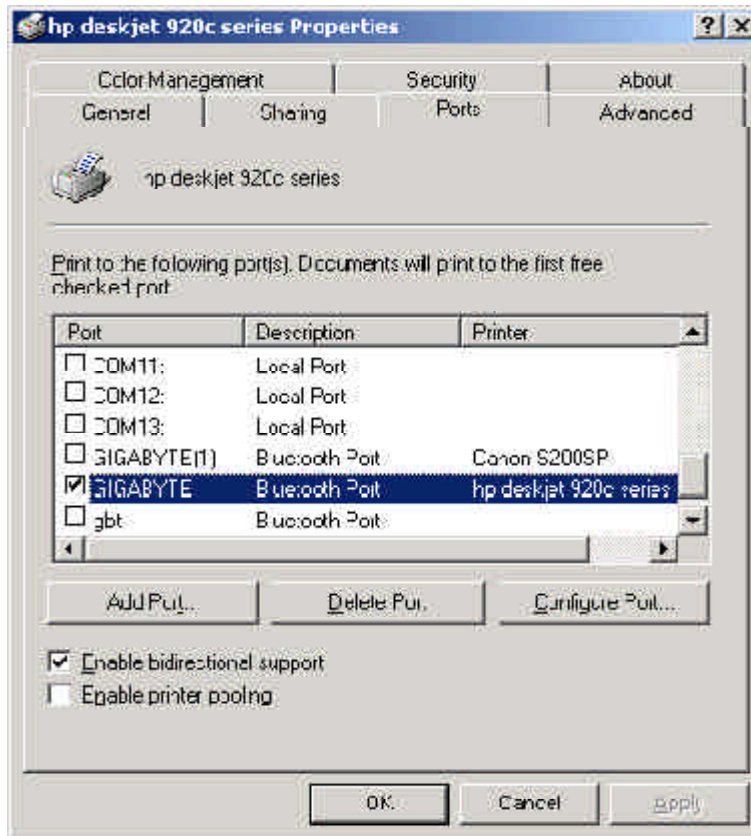 hp deskjet 920c series Properties
Color Management Security About
General Sharing Ports Advanced
hp deskjet 920c series
Print to the following port(s). Documents will print to the first free
checked port
Port Description Printer
COM11: Local Port
COM12: Local Port
COM13: Local Port
GIGABYTE(1) Bluetooth Port Canon S200SP
GIGABYTE Bluetooth Port hp deskjet 920c series
gbt Bluetooth Port
Add Port... Delete Port Configure Port...
Enable bidirectional support
Enable printer pooling
OK Cancel Apply